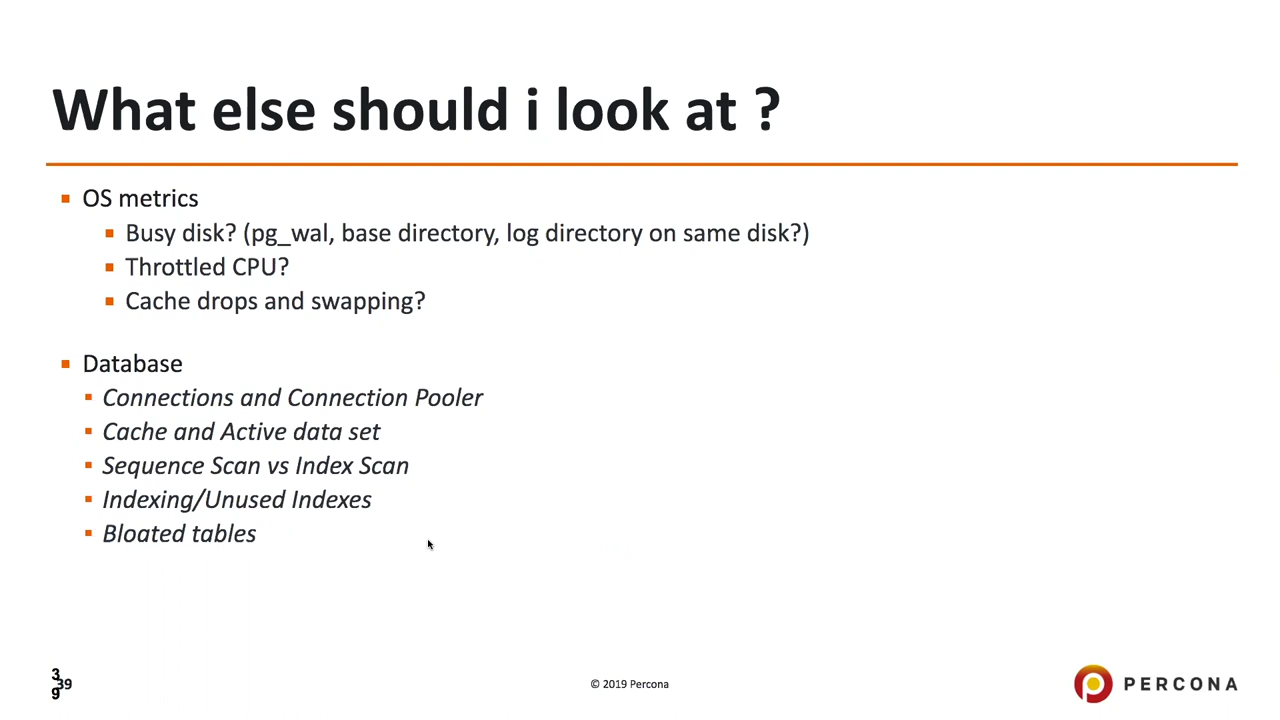 What else should i look at ?
OS metrics
Busy disk? (pg_wal, base directory, log directory on same disk?)
Throttled CPU?
Cache drops and swapping?
Database
Connections and Connection Pooler
Cache and Active data set
Sequence Scan vs Index Scan
Indexing/Unused Indexes
Bloated tables
3
9
39
© 2019 Percona
PERCONA